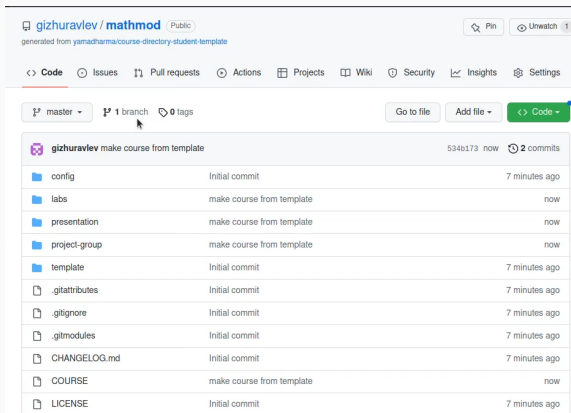 gizhuravlev / mathmod Public Pin Unwatch 1
generated from yamadharma/course-directory-student-template
Code Issues Pull requests Actions Projects Wiki Security Insights Settings
master 1 branch 0 tags Go to file Add file Code
gizhuravlev make course from template 534b173 now 2 commits
config Initial commit 7 minutes ago
labs make course from template now
presentation make course from template now
project-group make course from template now
template Initial commit 7 minutes ago
.gitattributes Initial commit 7 minutes ago
.gitignore Initial commit 7 minutes ago
.gitmodules Initial commit 7 minutes ago
CHANGELOG.md Initial commit 7 minutes ago
COURSE make course from template now
LICENSE Initial commit 7 minutes ago